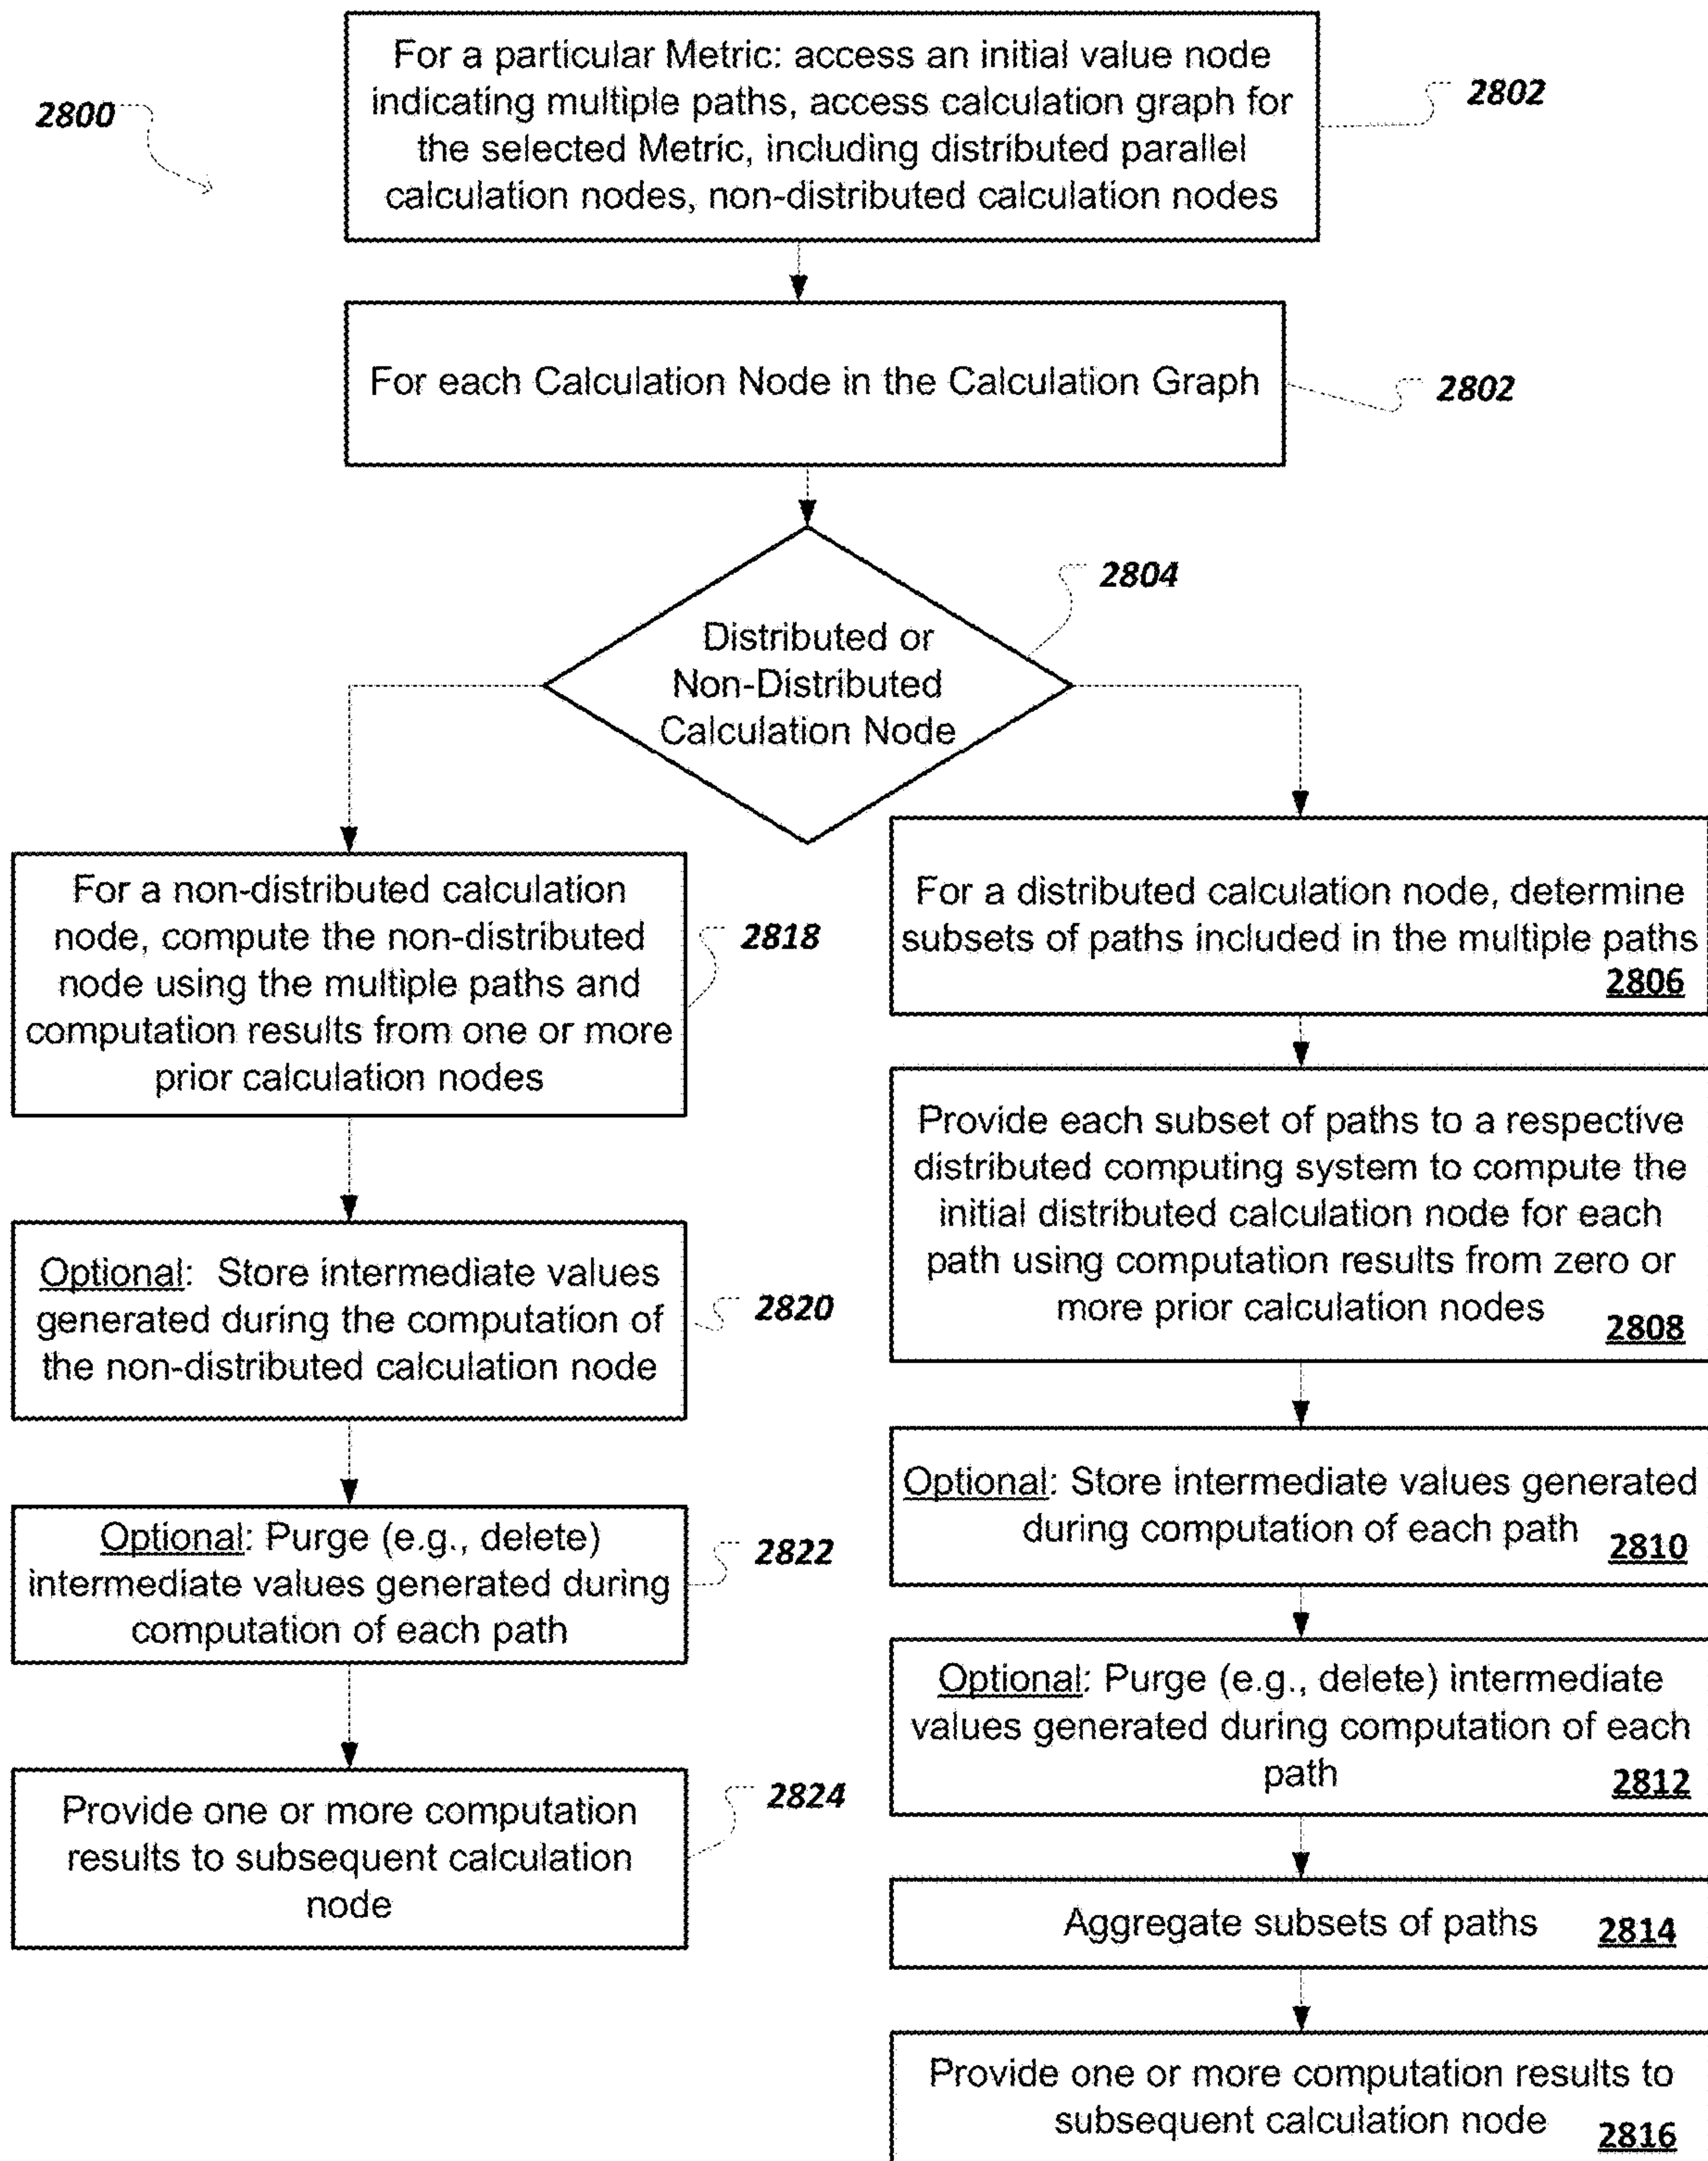 2800
For a particular Metric: access an initial value node
indicating multiple paths, access calculation graph for
the selected Metric, including distributed parallel
calculation nodes, non-distributed calculation nodes
2802
For each Calculation Node in the Calculation Graph
2802
Distributed or
Non-Distributed
Calculation Node
2804
For a non-distributed calculation
node, compute the non-distributed
node using the multiple paths and
computation results from one or more
prior calculation nodes
2818
Optional: Store intermediate values
generated during the computation of
the non-distributed calculation node
2820
Optional: Purge (e.g., delete)
intermediate values generated during
computation of each path
2822
Provide one or more computation
results to subsequent calculation
node
2824
For a distributed calculation node, determine
subsets of paths included in the multiple paths
2806
Provide each subset of paths to a respective
distributed computing system to compute the
initial distributed calculation node for each
path using computation results from zero or
more prior calculation nodes
2808
Optional: Store intermediate values generated
during computation of each path
2810
Optional: Purge (e.g., delete) intermediate
values generated during computation of each
path
2812
Aggregate subsets of paths
2814
Provide one or more computation results to
subsequent calculation node
2816